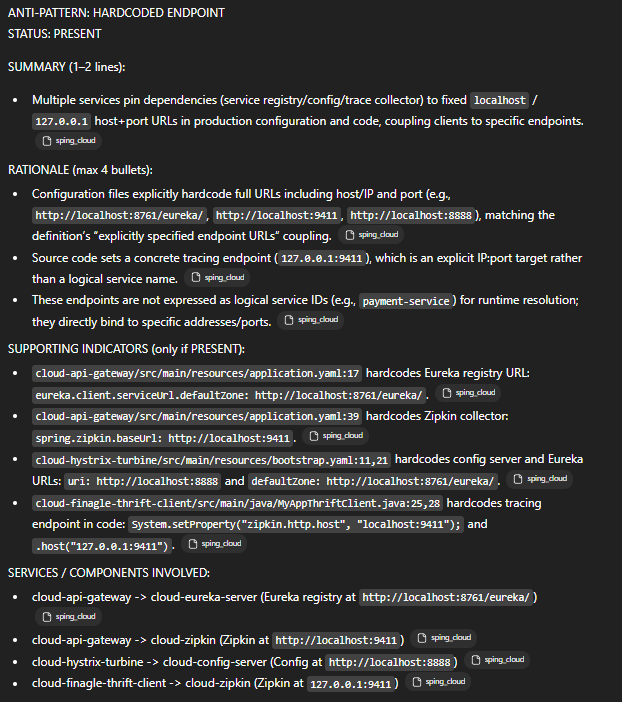 ANTI-PATTERN: HARDCODED ENDPOINT
STATUS: PRESENT
SUMMARY (1–2 lines):
• Multiple services pin dependencies (service registry/config/trace collector) to fixed localhost /
127.0.0.1 host+port URLs in production configuration and code, coupling clients to specific endpoints.
sping_cloud
RATIONALE (max 4 bullets):
• Configuration files explicitly hardcode full URLs including host/IP and port (e.g.,
http://localhost:8761/eureka/, http://localhost:9411, http://localhost:8888), matching the
definition's “explicitly specified endpoint URLs” coupling. sping_cloud
• Source code sets a concrete tracing endpoint (127.0.0.1:9411), which is an explicit IP:port target rather
than a logical service name. sping_cloud
• These endpoints are not expressed as logical service IDs (e.g., payment-service) for runtime resolution;
they directly bind to specific addresses/ports. sping_cloud
SUPPORTING INDICATORS (only if PRESENT):
• cloud-api-gateway/src/main/resources/application.yaml:17 hardcodes Eureka registry URL:
eureka.client.serviceUrl.defaultZone: http://localhost:8761/eureka/. sping_cloud
• cloud-api-gateway/src/main/resources/application.yaml:39 hardcodes Zipkin collector:
spring.zipkin.baseUrl: http://localhost:9411. sping_cloud
• cloud-hystrix-turbine/src/main/resources/bootstrap.yaml:11,21 hardcodes config server and Eureka
URLs: uri: http://localhost:8888 and defaultZone: http://localhost:8761/eureka/. sping_cloud
• cloud-finagle-thrift-client/src/main/java/MyAppThriftClient.java:25,28 hardcodes tracing
endpoint in code: System.setProperty("zipkin.http.host", "localhost:9411"); and
.host("127.0.0.1:9411"). sping_cloud
SERVICES / COMPONENTS INVOLVED:
• cloud-api-gateway -> cloud-eureka-server (Eureka registry at http://localhost:8761/eureka/)
sping_cloud
• cloud-api-gateway -> cloud-zipkin (Zipkin at http://localhost:9411) sping_cloud
• cloud-hystrix-turbine -> cloud-config-server (Config at http://localhost:8888) sping_cloud
• cloud-finagle-thrift-client -> cloud-zipkin (Zipkin at 127.0.0.1:9411) sping_cloud